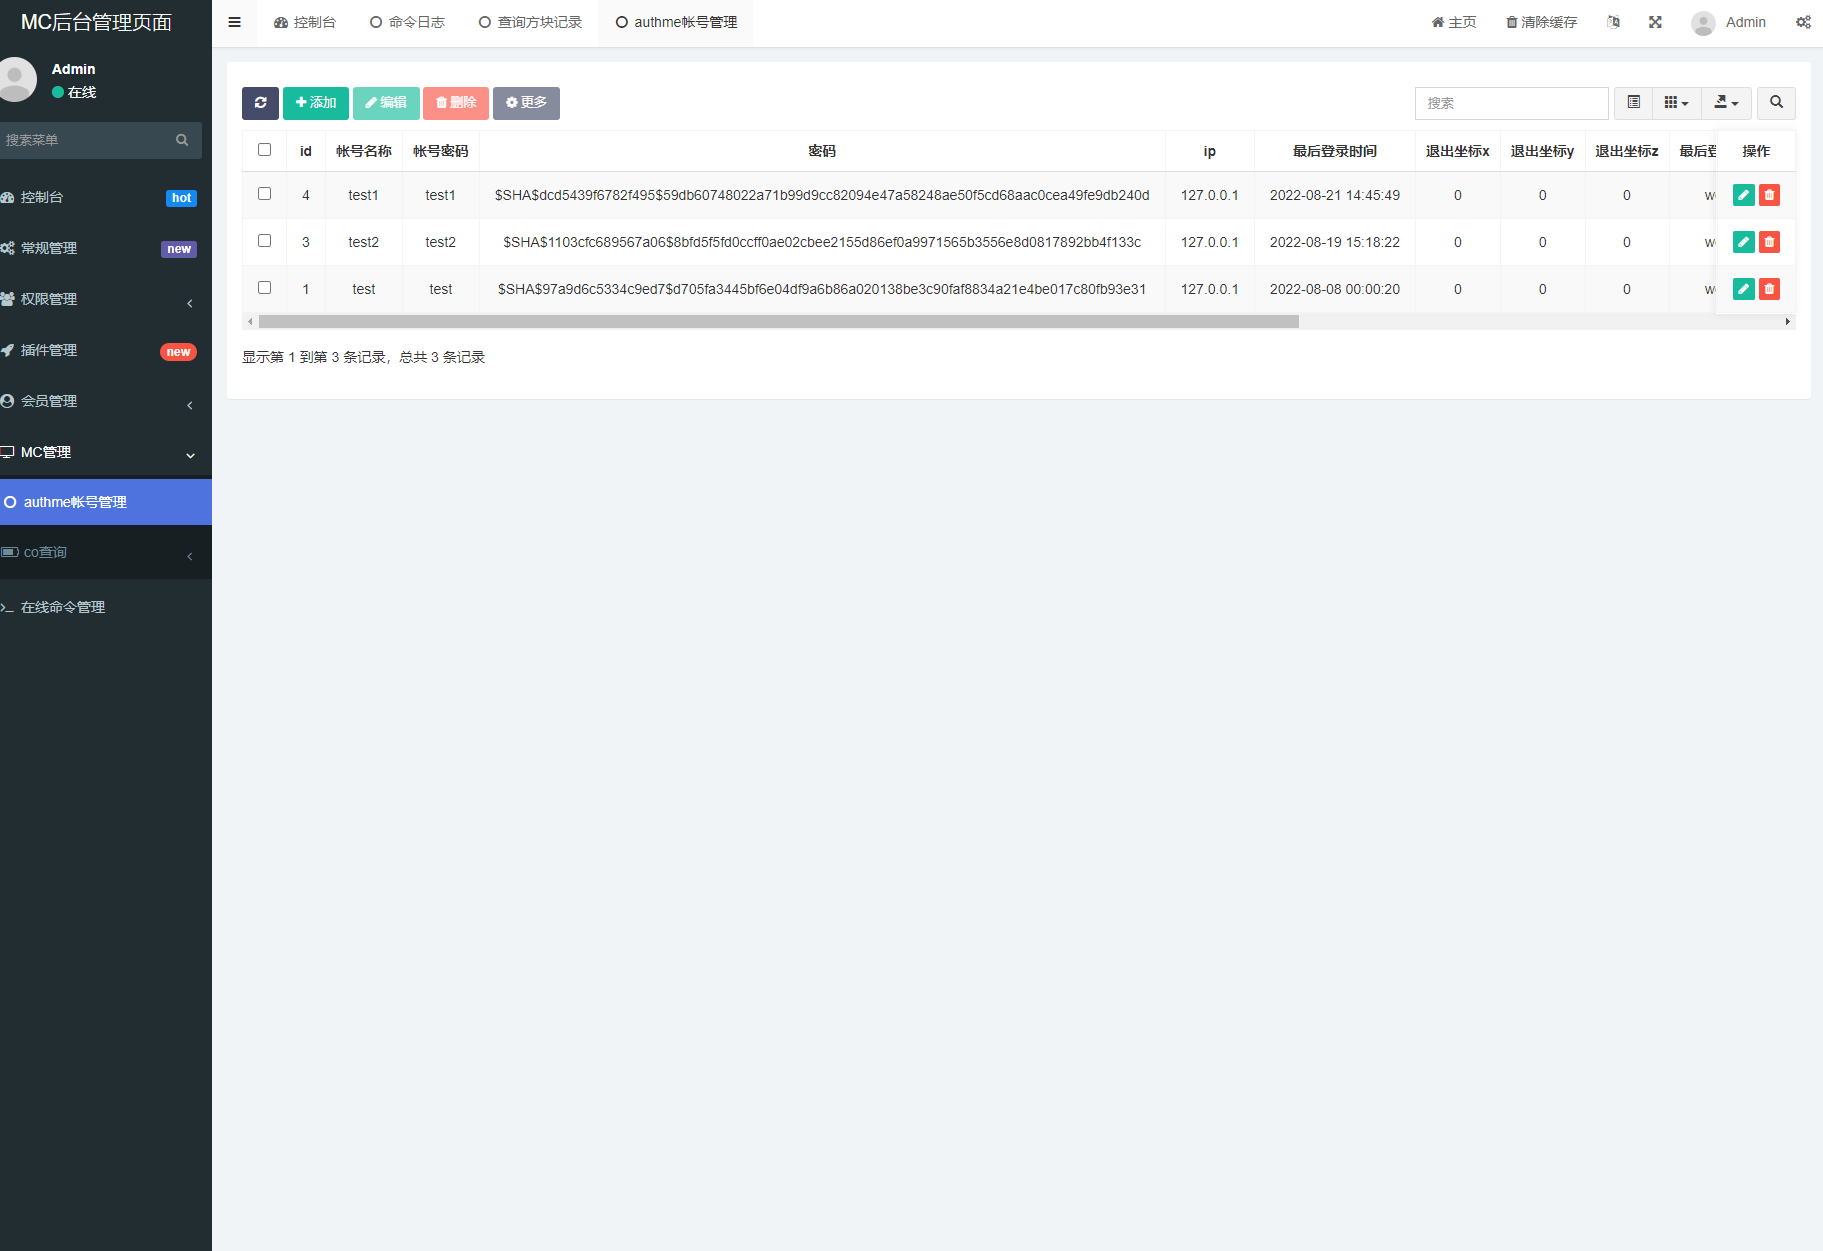 MC后台管理页面
Admin
在线
搜索菜单
控制台 hot
常规管理 new
权限管理
插件管理 new
会员管理
MC管理
authme帐号管理
co查询
在线命令管理
控制台 命令日志 查询方块记录 authme帐号管理 主页 清除缓存 Admin
添加 编辑 删除 更多 搜索
id 帐号名称 帐号密码 密码 ip 最后登录时间 退出坐标x 退出坐标y 退出坐标z 最后登 操作
4 test1 test1 $SHA$dcd5439f6782f495$59db60748022a71b99d9cc82094e47a58248ae50f5cd68aac0cea49fe9db240d 127.0.0.1 2022-08-21 14:45:49 0 0 0 w
3 test2 test2 $SHA$1103cfc689567a06$8bfd5f5fd0ccff0ae02cbee2155d86ef0a9971565b3556e8d0817892bb4f133c 127.0.0.1 2022-08-19 15:18:22 0 0 0 w
1 test test $SHA$97a9d6c5334c9ed7$d705fa3445bf6e04df9a6b86a020138be3c90faf8834a21e4be017c80fb93e31 127.0.0.1 2022-08-08 00:00:20 0 0 0 w
显示第 1 到第 3 条记录，总共 3 条记录